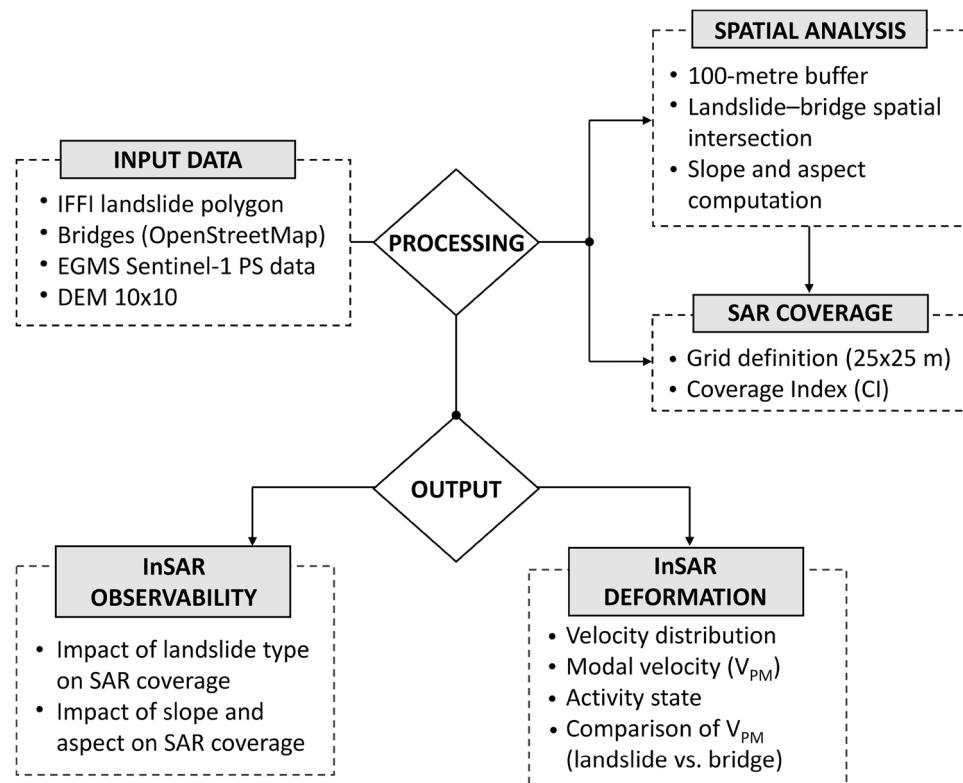 INPUT DATA
• IFFI landslide polygon
• Bridges (OpenStreetMap)
• EGMS Sentinel-1 PS data
• DEM 10x10
PROCESSING
SPATIAL ANALYSIS
• 100-metre buffer
• Landslide–bridge spatial
intersection
• Slope and aspect
computation
SAR COVERAGE
• Grid definition (25x25 m)
• Coverage Index (CI)
OUTPUT
InSAR
OBSERVABILITY
• Impact of landslide type
on SAR coverage
• Impact of slope and
aspect on SAR coverage
InSAR
DEFORMATION
• Velocity distribution
• Modal velocity (V_PM)
• Activity state
• Comparison of V_PM
(landslide vs. bridge)